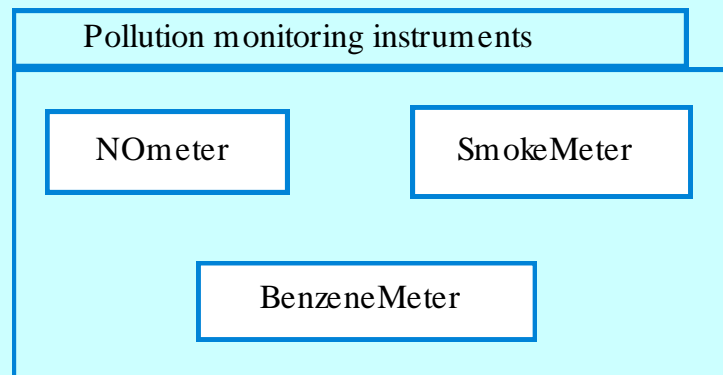 Pollution monitoring instruments
NOmeter
SmokeMeter
BenzeneMeter